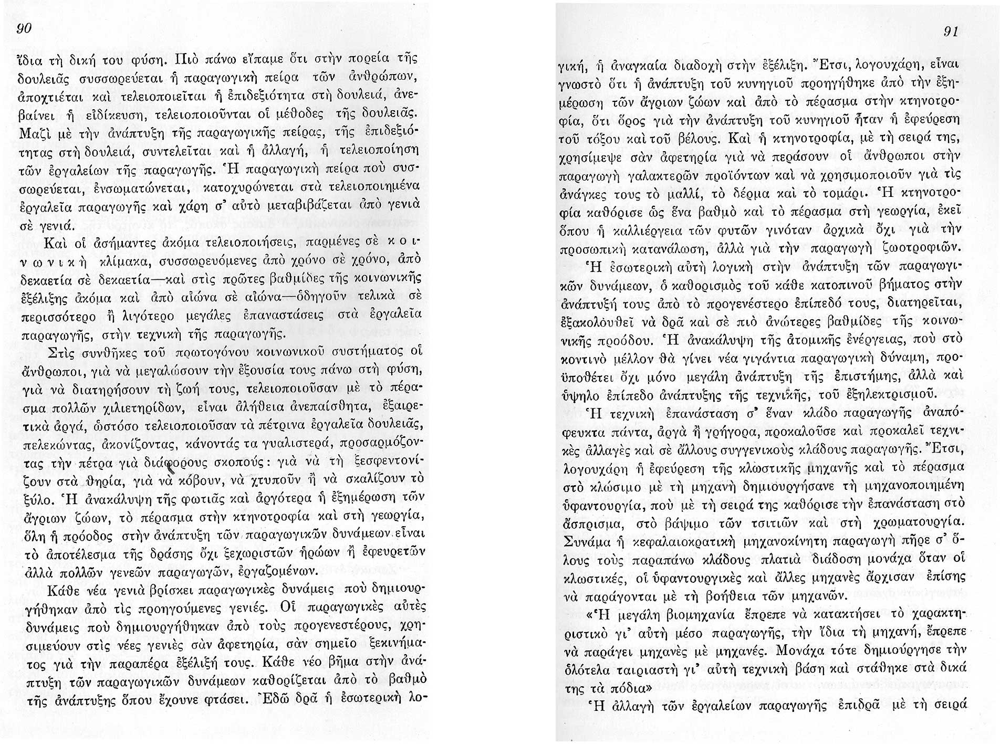 90
ἴδια τὴ δική του φύση. Πιὸ πάνω εἴπαμε ὅτι στὴν πορεία τῆς
δουλειᾶς συσσωρεύεται ἡ παραγωγικὴ πείρα τῶν ἀνθρώπων,
ἀποχτιέται καὶ τελειοποιεῖται ἡ ἐπιδεξιότητα στὴ δουλειά, ἀνε-
βαίνει ἡ εἰδίκευση, τελειοποιοῦνται οἱ μέθοδες τῆς δουλειᾶς.
Μαζὶ μὲ τὴν ἀνάπτυξη τῆς παραγωγικῆς πείρας, τῆς ἐπιδεξιό-
τητας στὴ δουλειά, συντελεῖται καὶ ἡ ἀλλαγή, ἡ τελειοποίηση
τῶν ἐργαλείων τῆς παραγωγῆς. Ἡ παραγωγικὴ πείρα ποὺ συσ-
σωρεύεται, ἐνσωματώνεται, κατοχυρώνεται στὰ τελειοποιημένα
ἐργαλεῖα παραγωγῆς καὶ χάρη σ' αὐτὸ μεταβιβάζεται ἀπὸ γενιὰ
σὲ γενιά.
Καὶ οἱ ἀσήμαντες ἀκόμα τελειοποιήσεις, παρμένες σὲ κ ο ι-
ν ω ν ι κ ὴ κλίμακα, συσσωρευόμενες ἀπὸ χρόνο σὲ χρόνο, ἀπὸ
δεκαετία σὲ δεκαετία—καὶ στὶς πρῶτες βαθμίδες τῆς κοινωνικῆς
ἐξέλιξης ἀκόμα καὶ ἀπὸ αἰώνα σὲ αἰώνα—ὁδηγοῦν τελικὰ σὲ
περισσότερο ἢ λιγότερο μεγάλες ἐπαναστάσεις στὰ ἐργαλεῖα
παραγωγῆς, στὴν τεχνικὴ τῆς παραγωγῆς.
Στὶς συνθῆκες τοῦ πρωτογόνου κοινωνικοῦ συστήματος οἱ
ἄνθρωποι, γιὰ νὰ μεγαλώσουν τὴν ἐξουσία τους πάνω στὴ φύση,
γιὰ νὰ διατηρήσουν τὴ ζωή τους, τελειοποιοῦσαν μὲ τὸ πέρα-
σμα πολλῶν χιλιετηρίδων, εἶναι ἀλήθεια ἀνεπαίσθητα, ἐξαιρε-
τικὰ ἀργά, ὡστόσο τελειοποιοῦσαν τὰ πέτρινα ἐργαλεῖα δουλειᾶς,
πελεκώντας, ἀκονίζοντας, κάνοντάς τα γυαλιστερά, προσαρμόζον-
τας τὴν πέτρα γιὰ διάφορους σκοπούς: γιὰ νὰ τὴ ξεσφεντονί-
ζουν στὰ θηρία, γιὰ νὰ κόβουν, νὰ χτυποῦν ἢ νὰ σκαλίζουν τὸ
ξύλο. Ἡ ἀνακάλυψη τῆς φωτιᾶς καὶ ἀργότερα ἡ ἐξημέρωση τῶν
ἄγριων ζώων, τὸ πέρασμα στὴν κτηνοτροφία καὶ στὴ γεωργία,
ὅλη ἡ πρόοδος στὴν ἀνάπτυξη τῶν παραγωγικῶν δυνάμεων εἶναι
τὸ ἀποτέλεσμα τῆς δράσης ὄχι ξεχωριστῶν ἡρώων ἢ ἐφευρετῶν
ἀλλὰ πολλῶν γενεῶν παραγωγῶν, ἐργαζομένων.
Κάθε νέα γενιὰ βρίσκει παραγωγικὲς δυνάμεις ποὺ δημιουρ-
γήθηκαν ἀπὸ τὶς προηγούμενες γενιές. Οἱ παραγωγικὲς αὐτὲς
δυνάμεις ποὺ δημιουργήθηκαν ἀπὸ τοὺς προγενεστέρους, χρη-
σιμεύουν στὶς νέες γενιὲς σὰν ἀφετηρία, σὰν σημεῖο ξεκινήμα-
τος γιὰ τὴν παραπέρα ἐξέλιξή τους. Κάθε νέο βῆμα στὴν ἀνά-
πτυξη τῶν παραγωγικῶν δυνάμεων καθορίζεται ἀπὸ τὸ βαθμὸ
τῆς ἀνάπτυξης ὅπου ἔχουνε φτάσει. Ἐδῶ δρᾶ ἡ ἐσωτερικὴ λο-
91
γική, ἡ ἀναγκαία διαδοχὴ στὴν ἐξέλιξη. Ἔτσι, λογουχάρη, εἶναι
γνωστὸ ὅτι ἡ ἀνάπτυξη τοῦ κυνηγιοῦ προηγήθηκε ἀπὸ τὴν ἐξη-
μέρωση τῶν ἄγριων ζώων καὶ ἀπὸ τὸ πέρασμα στὴν κτηνοτρο-
φία, ὅτι ὅρος γιὰ τὴν ἀνάπτυξη τοῦ κυνηγιοῦ ἦταν ἡ ἐφεύρεση
τοῦ τόξου καὶ τοῦ βέλους. Καὶ ἡ κτηνοτροφία, μὲ τὴ σειρά της,
χρησίμεψε σὰν ἀφετηρία γιὰ νὰ περάσουν οἱ ἄνθρωποι στὴν
παραγωγὴ γαλακτερῶν προϊόντων καὶ νὰ χρησιμοποιοῦν γιὰ τὶς
ἀνάγκες τους τὸ μαλλί, τὸ δέρμα καὶ τὸ τομάρι. Ἡ κτηνοτρο-
φία καθόρισε ὡς ἕνα βαθμὸ καὶ τὸ πέρασμα στὴ γεωργία, ἐκεῖ
ὅπου ἡ καλλιέργεια τῶν φυτῶν γινόταν ἀρχικὰ ὄχι γιὰ τὴν
προσωπικὴ κατανάλωση, ἀλλὰ γιὰ τὴν παραγωγὴ ζωοτροφιῶν.
Ἡ ἐσωτερικὴ αὐτὴ λογικὴ στὴν ἀνάπτυξη τῶν παραγωγι-
κῶν δυνάμεων, ὁ καθορισμὸς τοῦ κάθε κατοπινοῦ βήματος στὴν
ἀνάπτυξή τους ἀπὸ τὸ προγενέστερο ἐπίπεδό τους, διατηρεῖται,
ἐξακολουθεῖ νὰ δρᾶ καὶ σὲ πιὸ ἀνώτερες βαθμίδες τῆς κοινω-
νικῆς προόδου. Ἡ ἀνακάλυψη τῆς ἀτομικῆς ἐνέργειας, ποὺ στὸ
κοντινὸ μέλλον θὰ γίνει νέα γιγάντια παραγωγικὴ δύναμη, προ-
ϋποθέτει ὄχι μόνο μεγάλη ἀνάπτυξη τῆς ἐπιστήμης, ἀλλὰ καὶ
ὑψηλο ἐπίπεδο ἀνάπτυξης τῆς τεχνικῆς, τοῦ ἐξηλεκτρισμοῦ.
Ἡ τεχνικὴ ἐπανάσταση σ' ἕναν κλάδο παραγωγῆς ἀναπό-
φευκτα πάντα, ἀργὰ ἢ γρήγορα, προκαλοῦσε καὶ προκαλεῖ τεχνι-
κὲς ἀλλαγὲς καὶ σὲ ἄλλους συγγενικοὺς κλάδους παραγωγῆς. Ἔτσι,
λογουχάρη ἡ ἐφεύρεση τῆς κλωστικῆς μηχανῆς καὶ τὸ πέρασμα
στὸ κλώσιμο μὲ τὴ μηχανὴ δημιουργήσανε τὴ μηχανοποιημένη
ὑφαντουργία, ποὺ μὲ τὴ σειρά της καθόρισε τὴν ἐπανάσταση στὸ
ἄσπρισμα, στὸ βάψιμο τῶν τσιτιῶν καὶ στὴ χρωματουργία.
Συνάμα ἡ κεφαλαιοκρατικὴ μηχανοκίνητη παραγωγὴ πῆρε σ' ὅ-
λους τοὺς παραπάνω κλάδους πλατιὰ διάδοση μονάχα ὅταν οἱ
κλωστικές, οἱ ὑφαντουργικὲς καὶ ἄλλες μηχανὲς ἄρχισαν ἐπίσης
νὰ παράγονται μὲ τὴ βοήθεια τῶν μηχανῶν.
«Ἡ μεγάλη βιομηχανία ἔπρεπε νὰ κατακτήσει τὸ χαρακτη-
ριστικὸ γι' αὐτὴ μέσο παραγωγῆς, τὴν ἴδια τὴ μηχανή, ἔπρεπε
νὰ παράγει μηχανὲς μὲ μηχανές. Μονάχα τότε δημιούργησε τὴν
ὁλότελα ταιριαστὴ γι' αὐτὴ τεχνικὴ βάση καὶ στάθηκε στὰ δικά
της τὰ πόδια»
Ἡ ἀλλαγὴ τῶν ἐργαλείων παραγωγῆς ἐπιδρᾶ μὲ τὴ σειρά